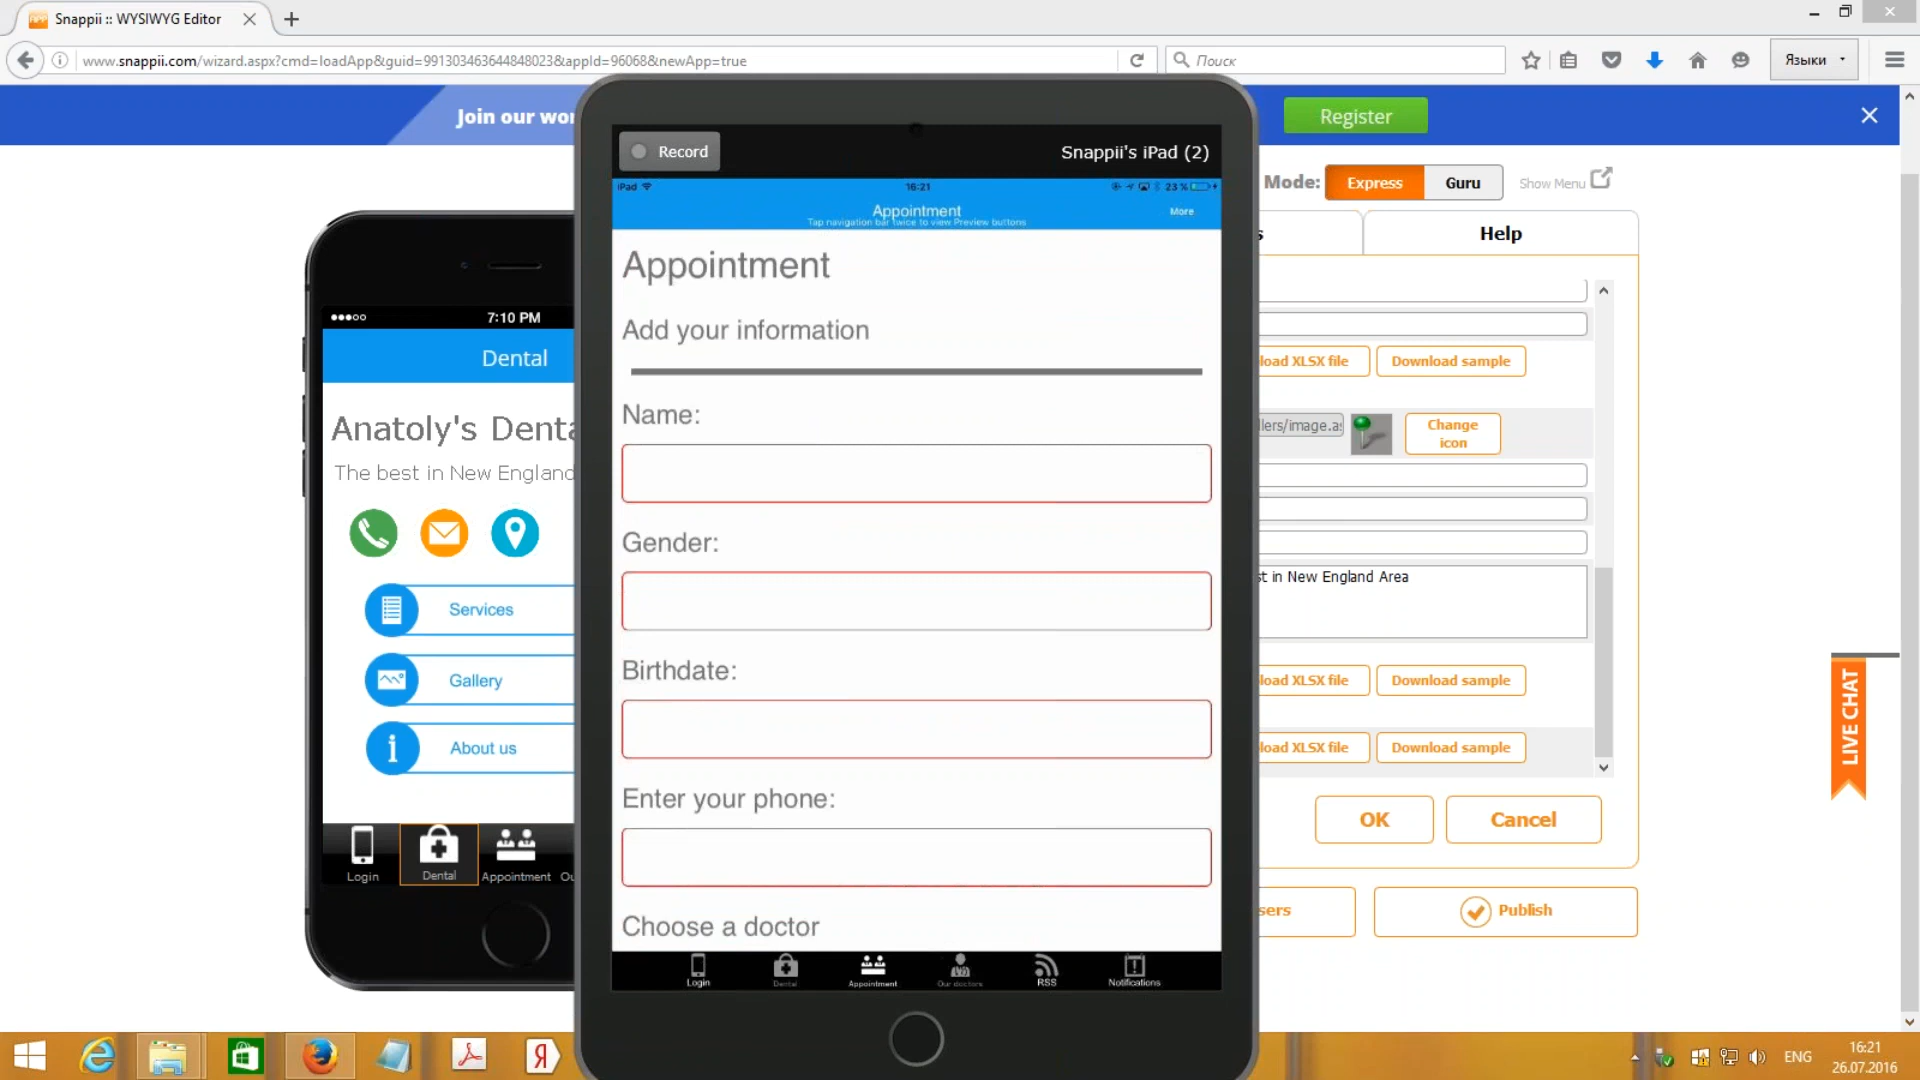 Snappii :: WYSIWYG Editor
www.snappii.com/wizard.aspx?cmd=loadApp&guid=991303463644848023&appId=96068&newApp=true
Поиск
Языки
Join our wor
Register
Record
Snappii's iPad (2)
iPad
16:21
23 %
Appointment
Tap navigation bar twice to view Preview buttons
More
Mode:
Express
Guru
Show Menu
s
Help
Appointment
Add your information
Name:
Gender:
Birthdate:
Enter your phone:
Choose a doctor
Login
Dental
Appointment
Our doctors
RSS
Notifications
7:10 PM
Dental
Anatoly's Denta
The best in New England
Services
Gallery
About us
Login
Dental
Appointment
Ou
load XLSX file
Download sample
llers/image.as
Change
icon
st in New England Area
load XLSX file
Download sample
load XLSX file
Download sample
OK
Cancel
sers
Publish
LIVE CHAT
ENG
16:21
26.07.2016